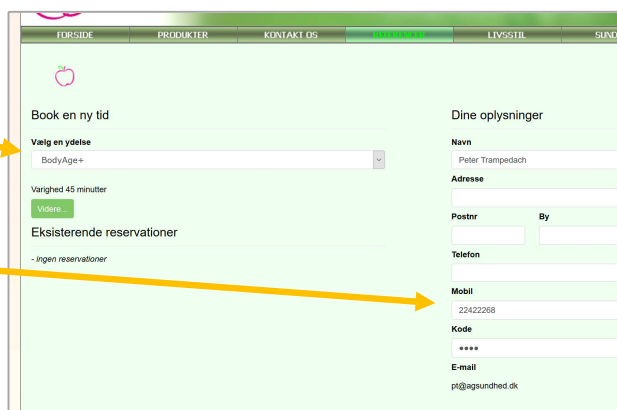 FORSIDE PRODUKTER KONTAKT OS LIVSSTIL SUND
Book en ny tid
Vælg en ydelse
BodyAge+
Varighed 45 minutter
Videre...
Eksisterende reservationer
- ingen reservationer
Dine oplysninger
Navn
Peter Trampedach
Adresse
Postnr By
Telefon
Mobil
22422268
Kode
••••
E-mail
pt@agsundhed.dk